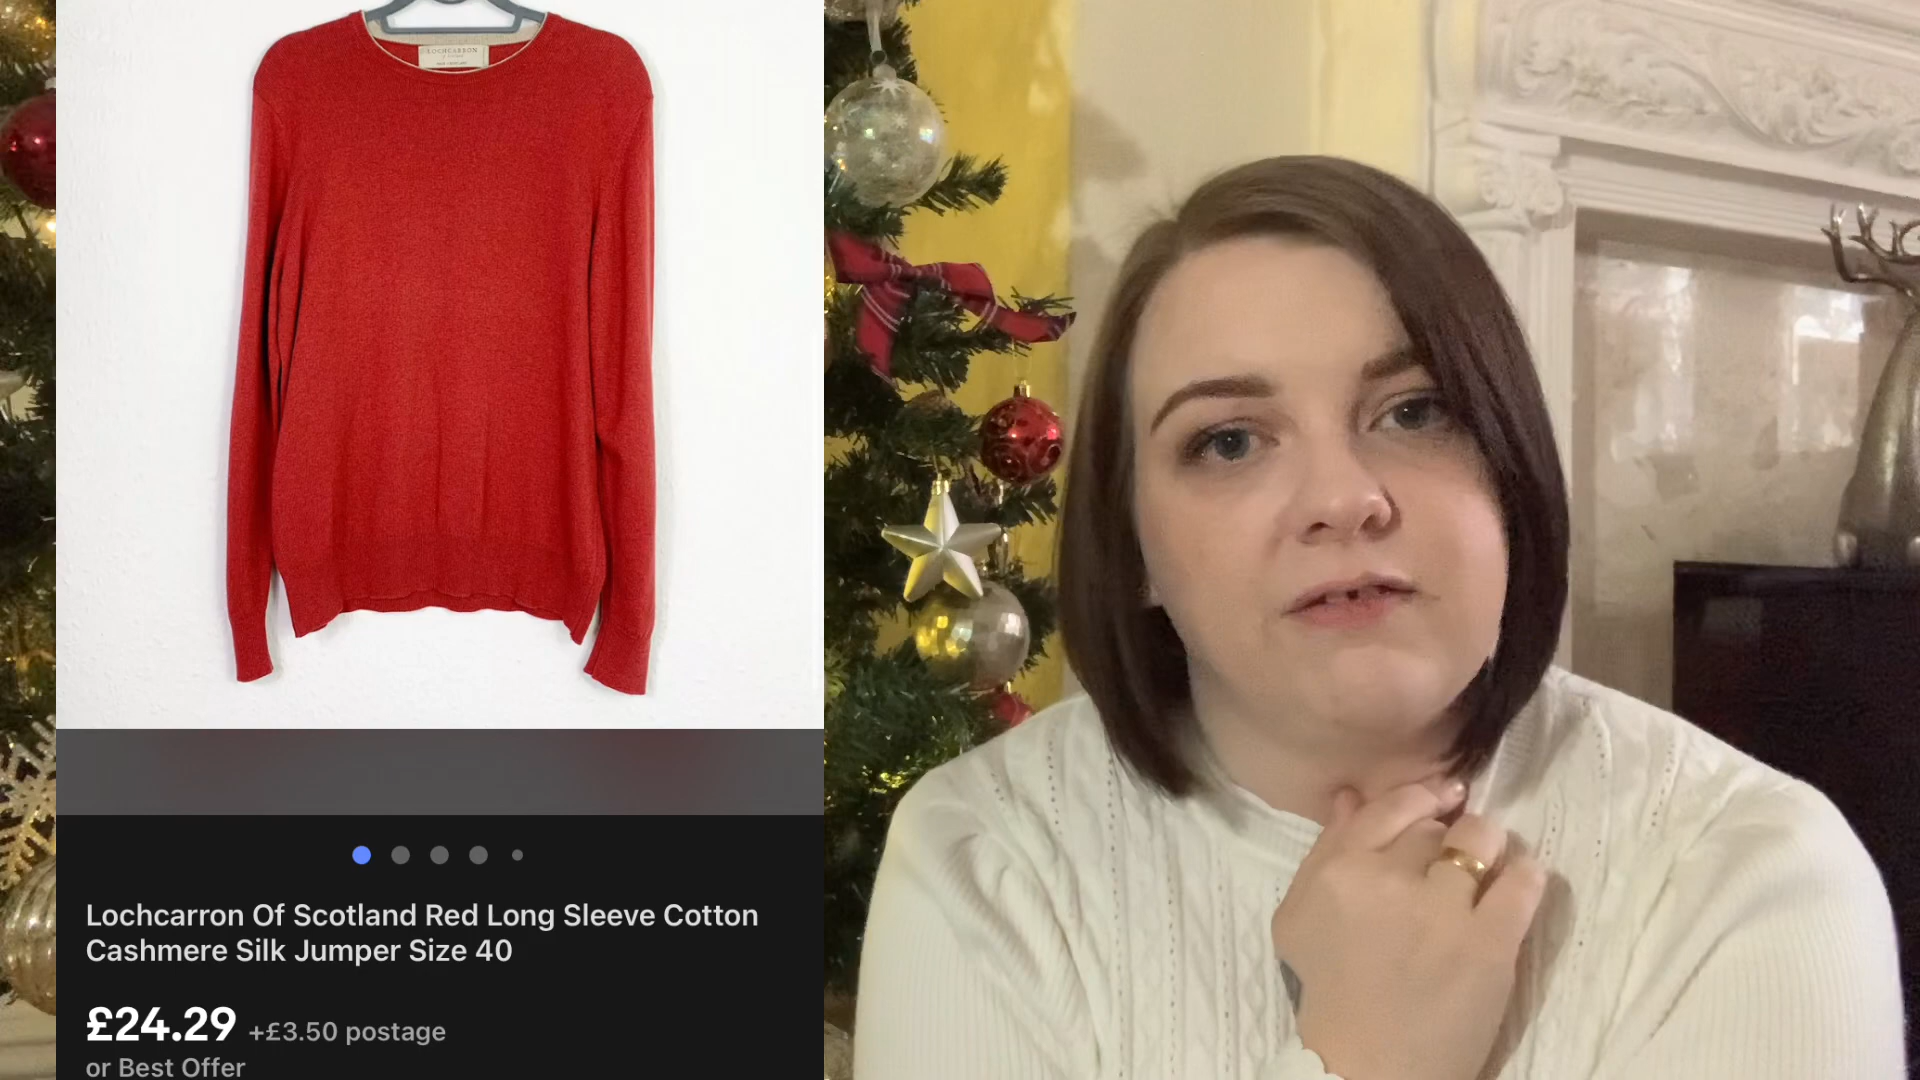 LOCHCARRON
Lochcarron Of Scotland Red Long Sleeve Cotton
Cashmere Silk Jumper Size 40
£24.29 +£3.50 postage
or Best Offer